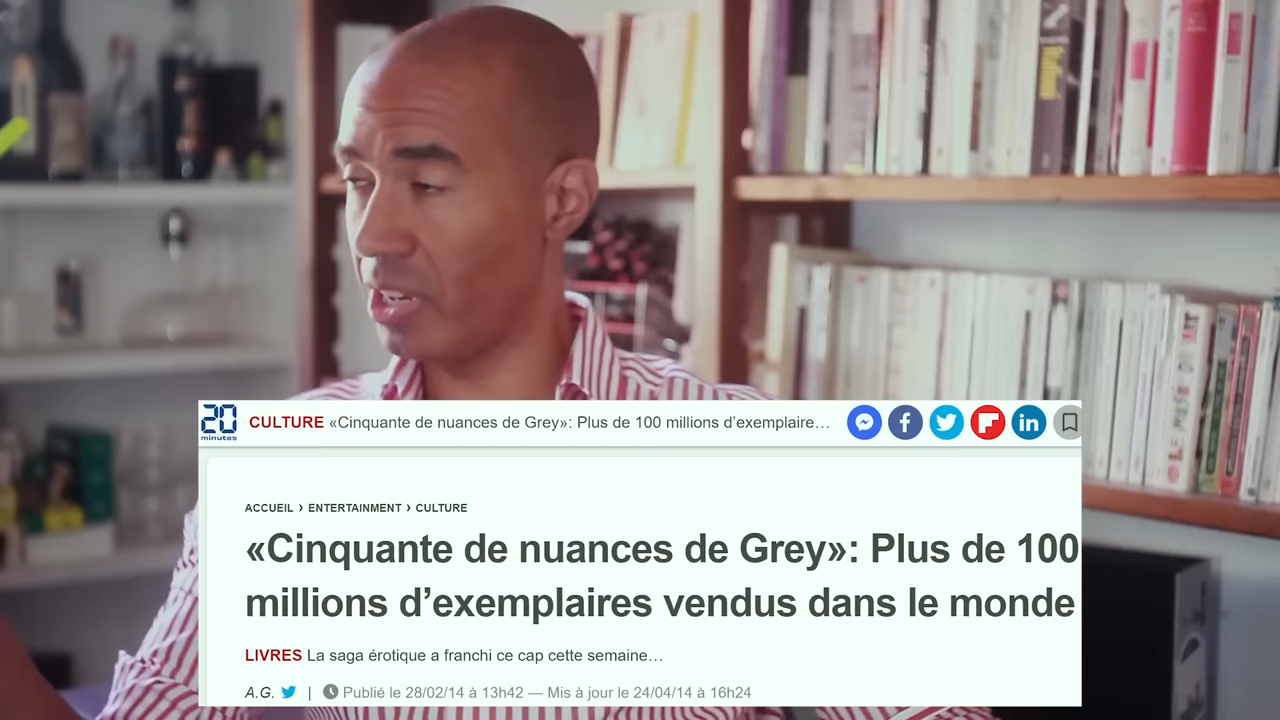 20 minutes
CULTURE «Cinquante de nuances de Grey»: Plus de 100 millions d’exemplaire…
ACCUEIL › ENTERTAINMENT › CULTURE
«Cinquante de nuances de Grey»: Plus de 100
millions d’exemplaires vendus dans le monde
LIVRES La saga érotique a franchi ce cap cette semaine…
A.G. | Publié le 28/02/14 à 13h42 — Mis à jour le 24/04/14 à 16h24